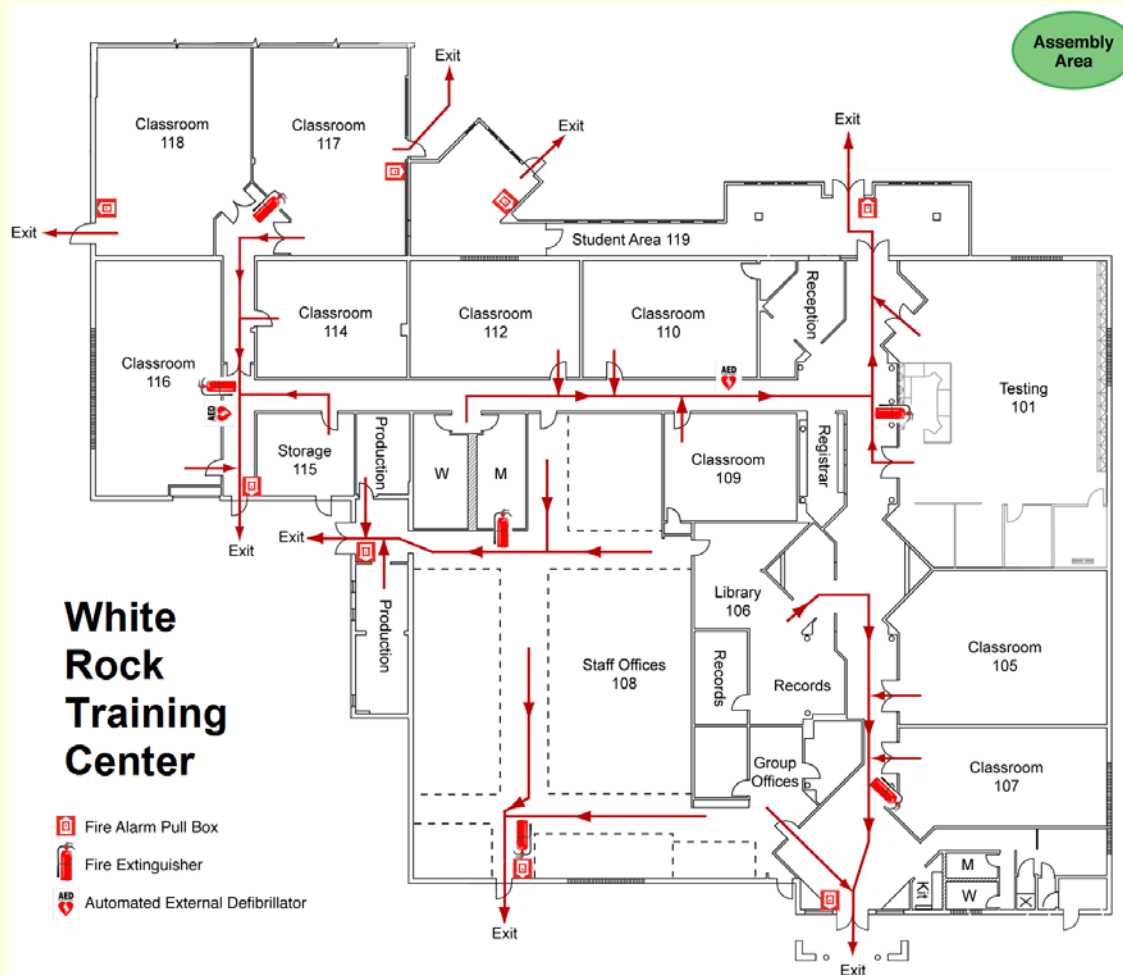 Assembly
Area
Exit
Exit
Exit
Classroom
118
Classroom
117
Exit
Student Area 119
Classroom
114
Classroom
112
Classroom
110
Reception
Classroom
116
AED
AED
Testing
101
Storage
115
Production
W
M
Classroom
109
Registrar
Exit
Exit
Production
Library
106
Classroom
105
Staff Offices
108
Records
Records
Group
Offices
Classroom
107
M
W
Kit
X
Exit
Exit
White
Rock
Training
Center
Fire Alarm Pull Box
Fire Extinguisher
AED
Automated External Defibrillator